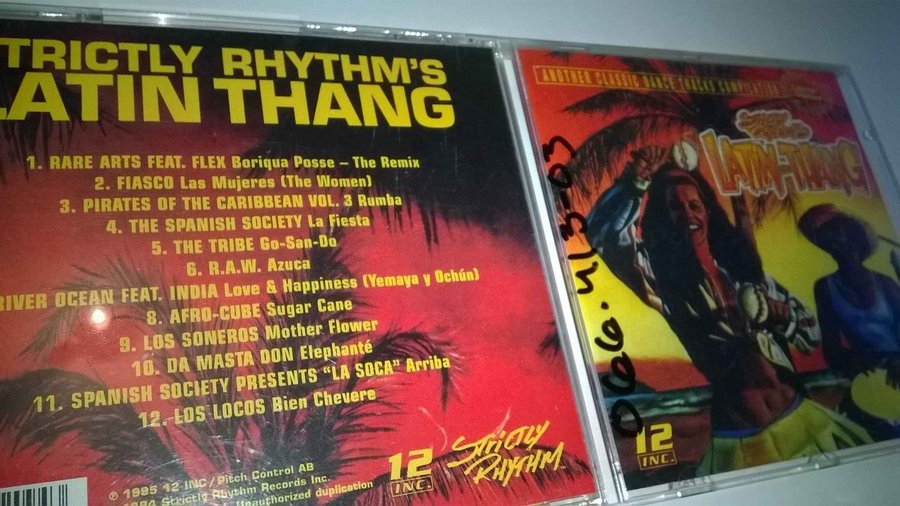 STRICTLY RHYTHM'S
LATIN THANG
1. RARE ARTS FEAT. FLEX Boriqua Posse – The Remix
2. FIASCO Las Mujeres (The Women)
3. PIRATES OF THE CARIBBEAN VOL. 3 Rumba
4. THE SPANISH SOCIETY La Fiesta
5. THE TRIBE Go-San-Do
6. R.A.W. Azuca
RIVER OCEAN FEAT. INDIA Love & Happiness (Yemaya y Ochún)
8. AFRO-CUBE Sugar Cane
9. LOS SONEROS Mother Flower
10. DA MASTA DON Elephanté
11. SPANISH SOCIETY PRESENTS "LA SOCA" Arriba
12. LOS LOCOS Bien Chevere
℗ 1995 12 INC/Pitch Control AB
1994 Strictly Rhythm Records Inc.
Unauthorized duplication
12
INC.
STRICTLY
RHYTHM
ANOTHER CLASSIC DANCE TRACKS COMPILATION
LATIN-THANG
12
INC.